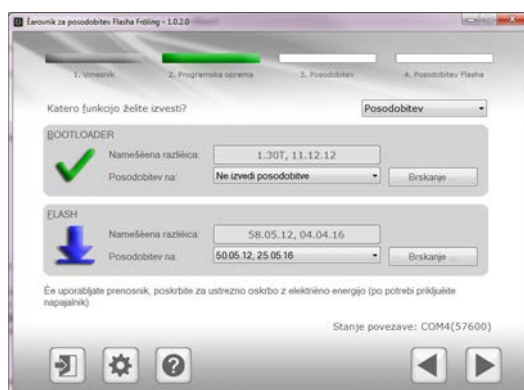 Čarovnik za posodobitev Flasha Fröling - 1.0.2.0
1. Vmesnik
2. Programska oprema
3. Posodobitev
4. Posodobitev Flasha
Katero funkcijo želite izvesti?
Posodobitev
BOOTLOADER
Nameščena različica:
1.30T, 11.12.12
Posodobitev na:
Ne izvedi posodobitve
Brskanje ...
FLASH
Nameščena različica:
58.05.12, 04.04.16
Posodobitev na:
50.05.12, 25.05.16
Brskanje ...
Èe uporabljate prenosnik, poskrbite za ustrezno oskrbo z elektrièno energijo (po potrebi prikljuèite
napajalnik)
Stanje povezave: COM4(57600)